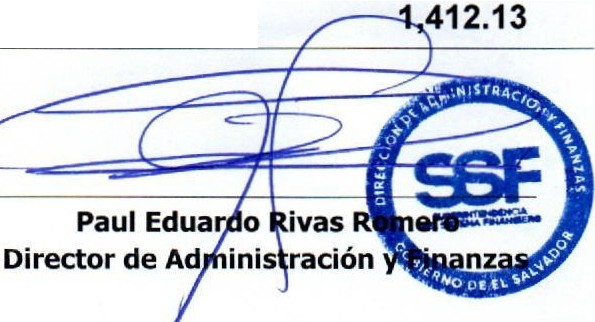 1,412.13
DIRECCIÓN DE ADMINISTRACIÓN Y FINANZAS
SSF
SUPERINTENDENCIA
DEL SISTEMA FINANCIERO
GOBIERNO DE EL SALVADOR
Paul Eduardo Rivas Romero
Director de Administración y Finanzas